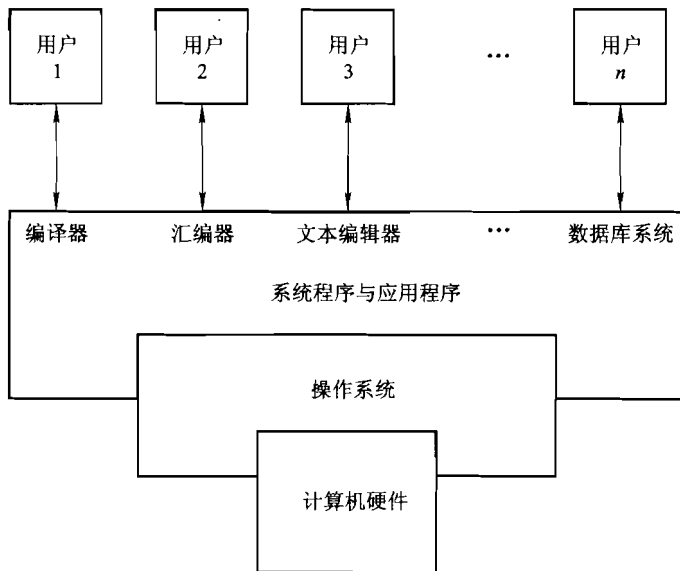 用户 用户 用户 … 用户
1 2 3 n
编译器 汇编器 文本编辑器 … 数据库系统
系统程序与应用程序
操作系统
计算机硬件